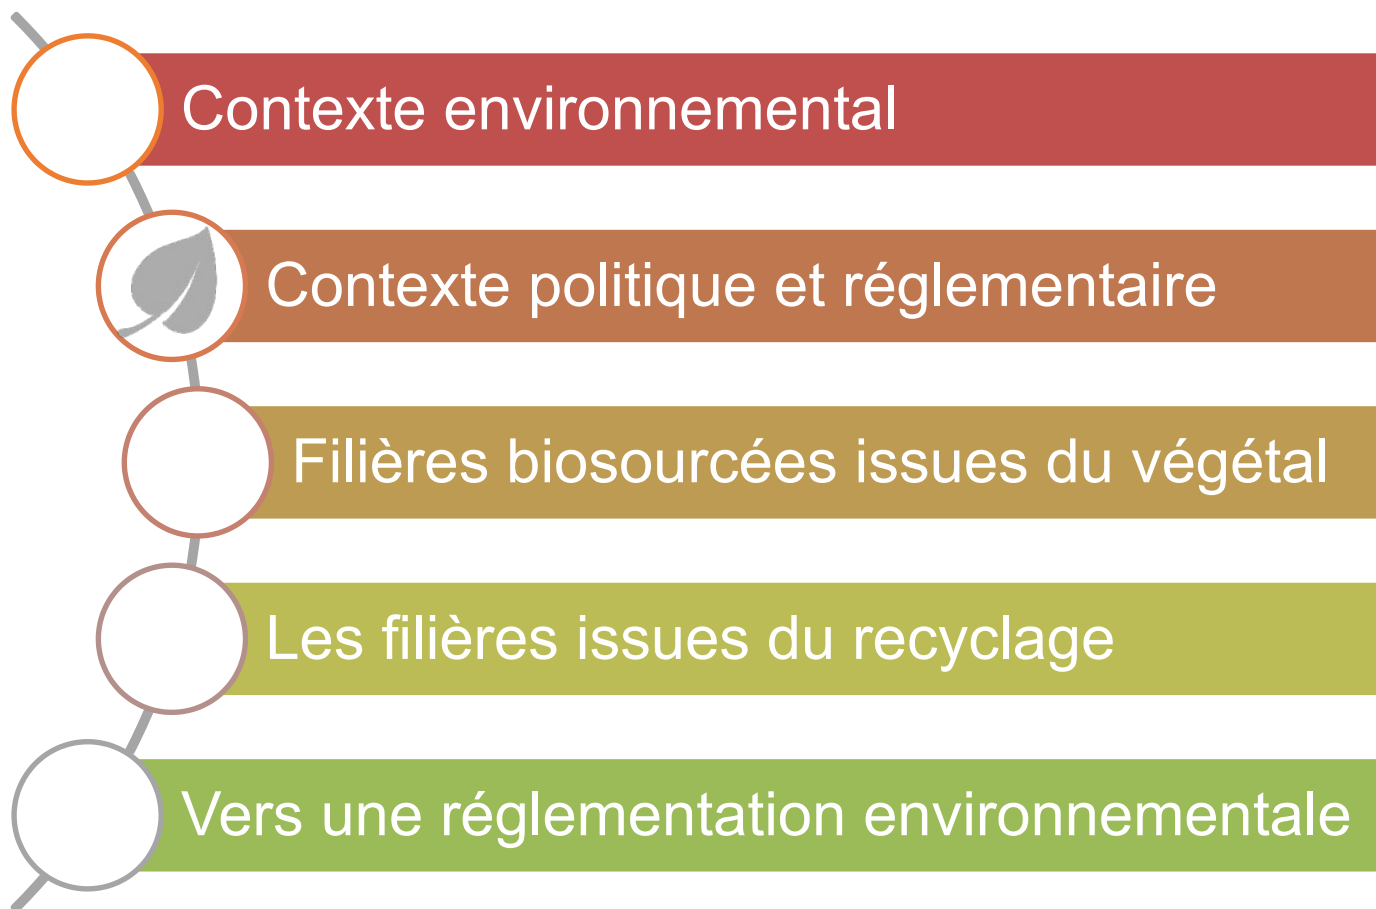 Contexte environnemental
Contexte politique et réglementaire
Filières biosourcées issues du végétal
Les filières issues du recyclage
Vers une réglementation environnementale